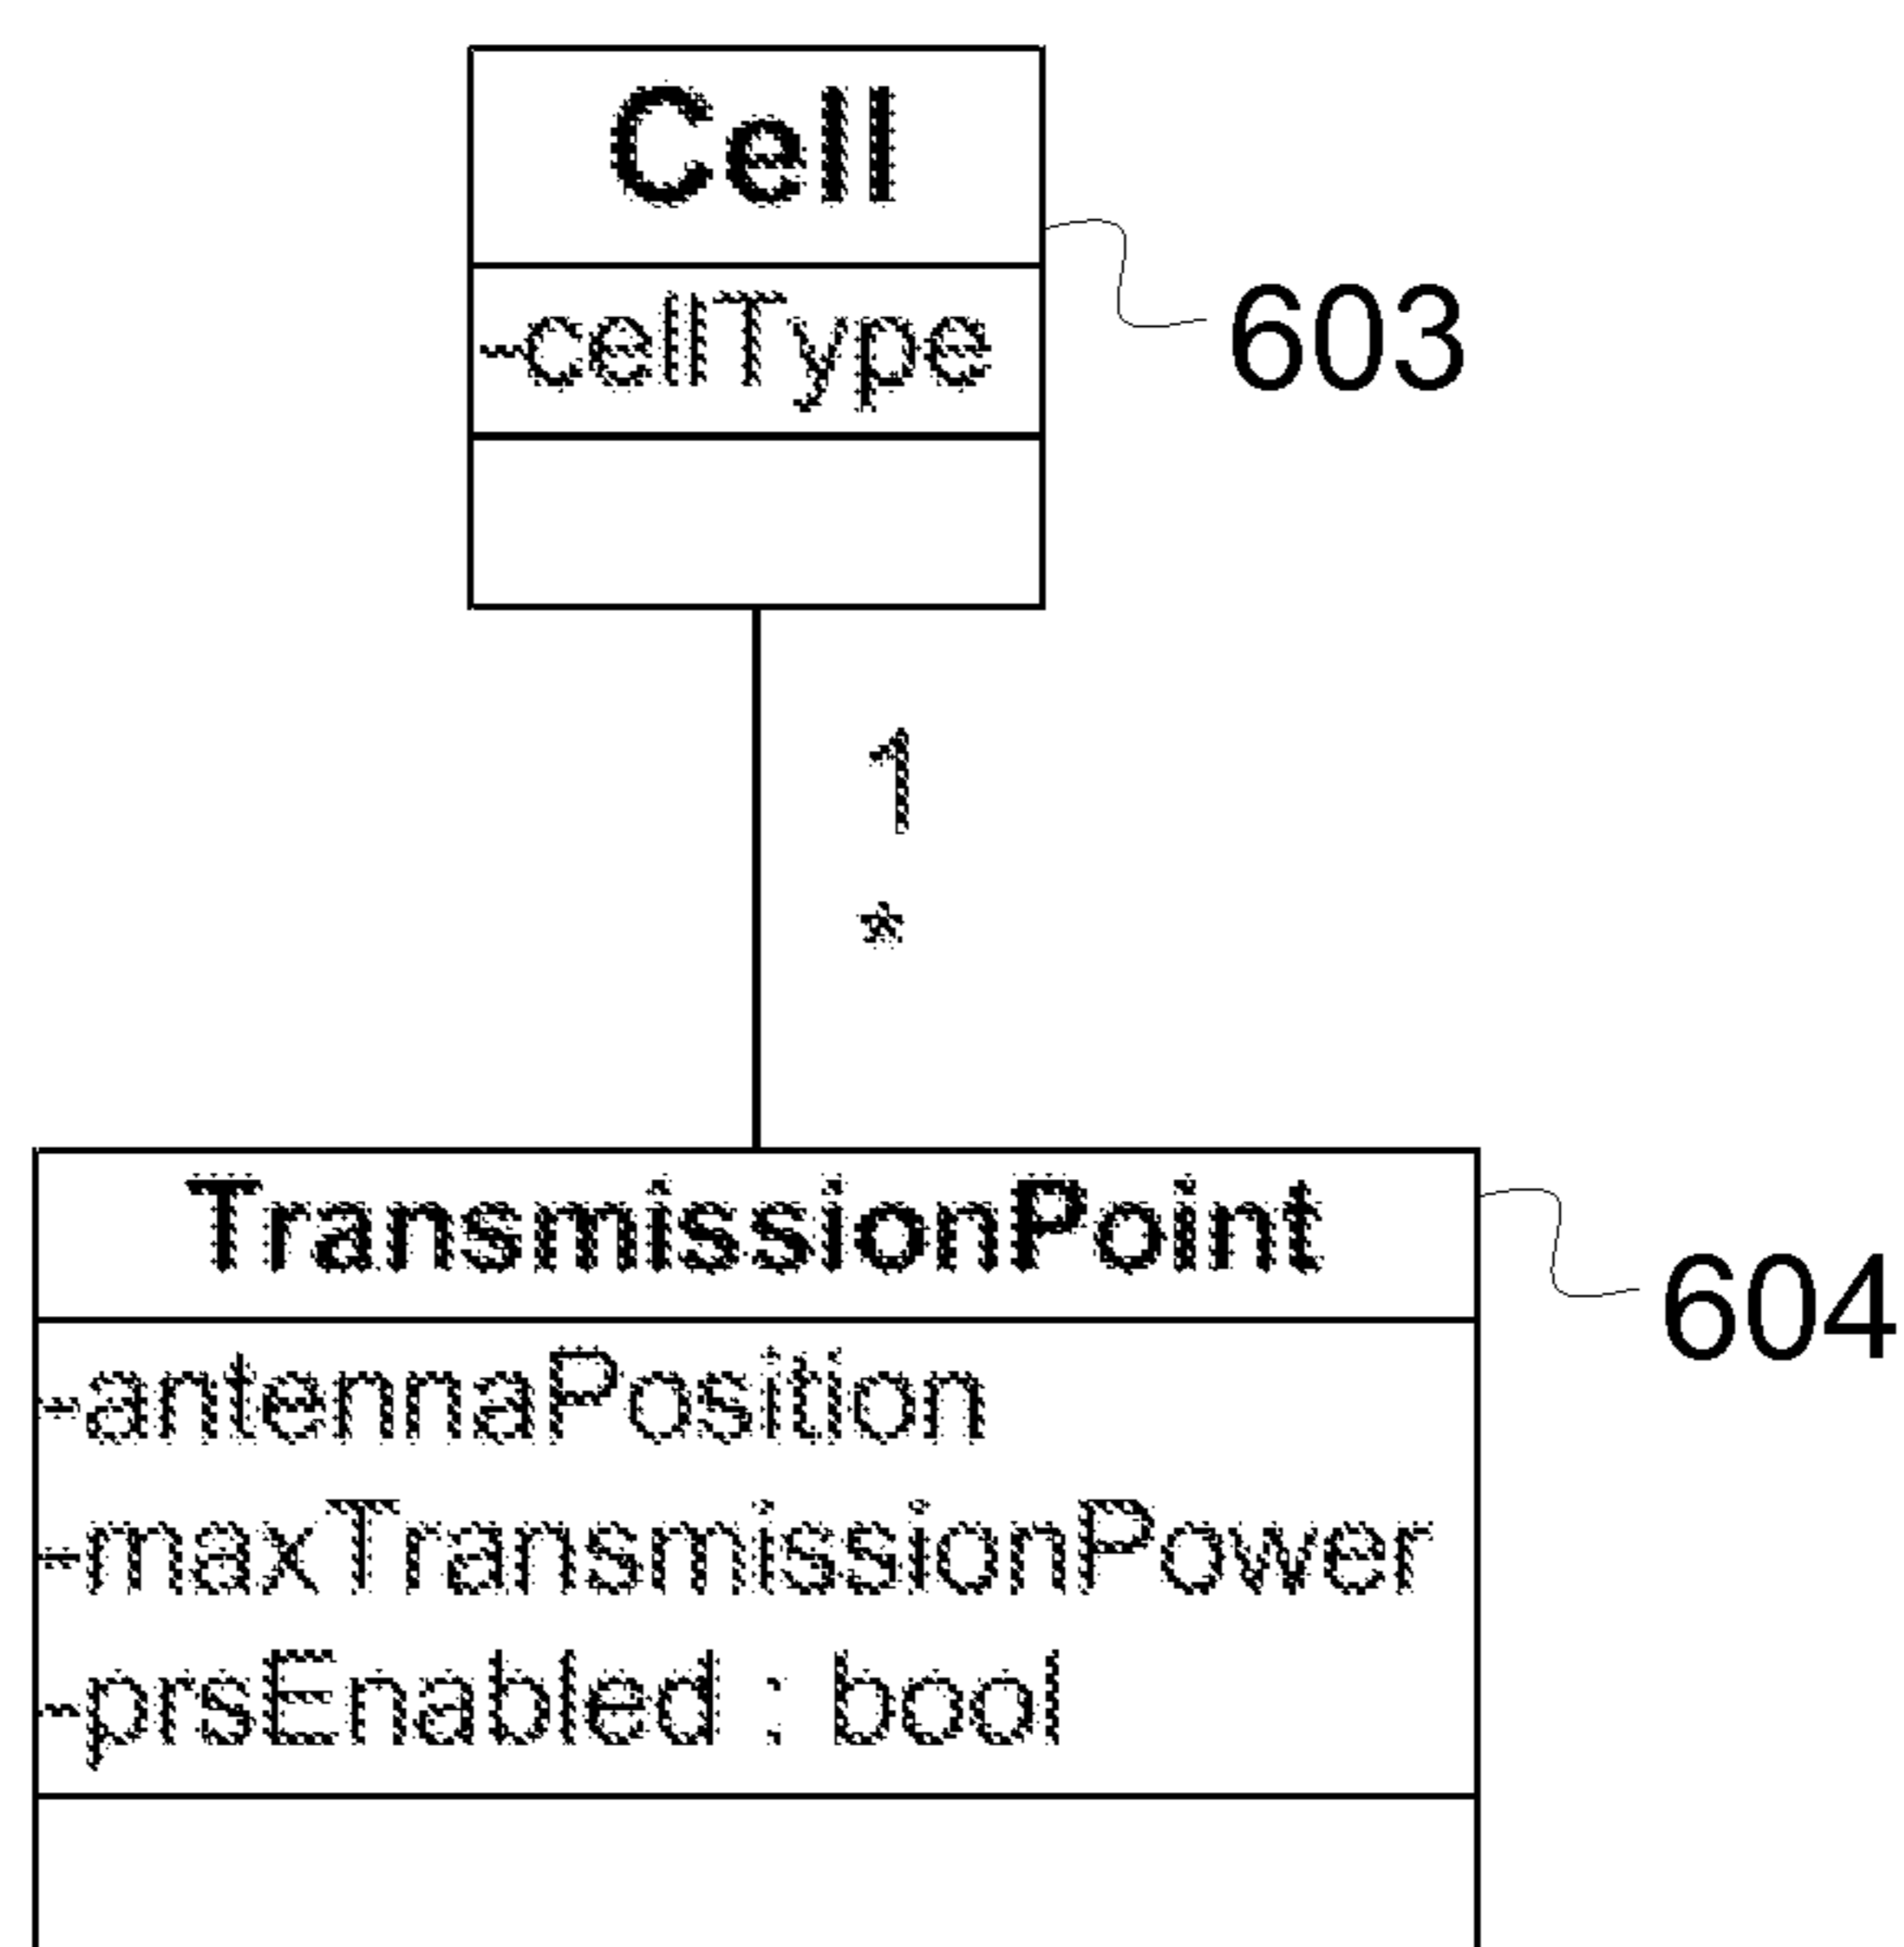 Cell
-cellType
603
1
*
TransmissionPoint
604
-antennaPosition
-maxTransmissionPower
-prsEnabled : bool